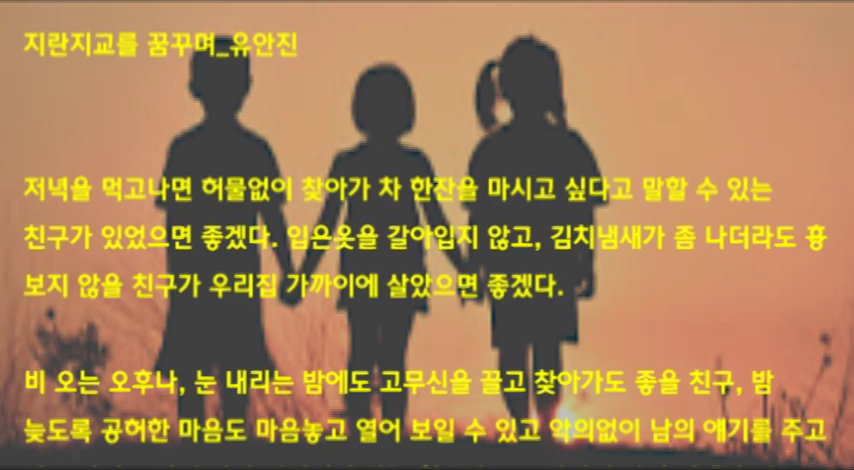 지란지교를 꿈꾸며_유안진
저녁을 먹고나면 허물없이 찾아가 차 한잔을 마시고 싶다고 말할 수 있는
친구가 있었으면 좋겠다. 입은옷을 갈아입지 않고, 김치냄새가 좀 나더라도 흉
보지 않을 친구가 우리집 가까이에 살았으면 좋겠다.
비 오는 오후나, 눈 내리는 밤에도 고무신을 끌고 찾아가도 좋을 친구, 밤
늦도록 공허한 마음도 마음놓고 열어 보일 수 있고 악의없이 남의 얘기를 주고